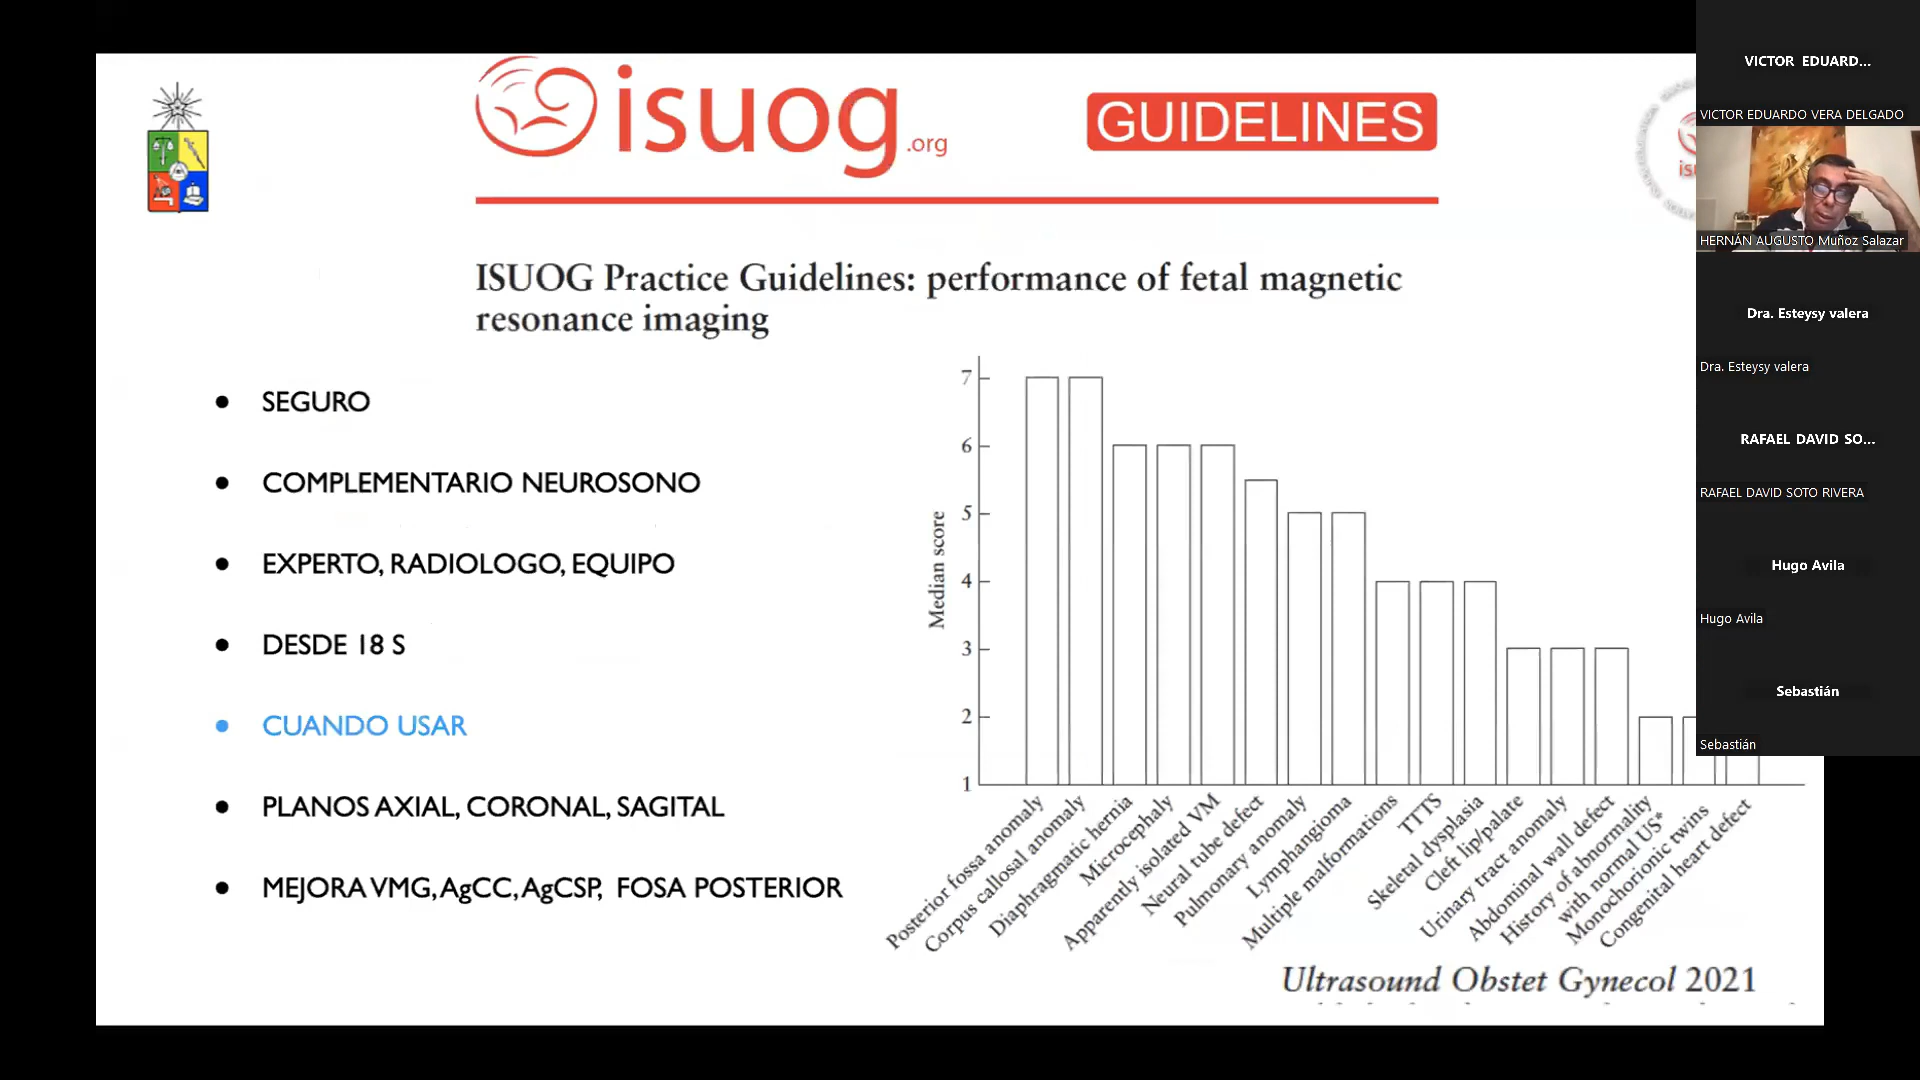 isuog.org
GUIDELINES
ISUOG Practice Guidelines: performance of fetal magnetic
resonance imaging
• SEGURO
• COMPLEMENTARIO NEUROSONO
• EXPERTO, RADIOLOGO, EQUIPO
• DESDE 18 S
• CUANDO USAR
• PLANOS AXIAL, CORONAL, SAGITAL
• MEJORA VMG, AgCC, AgCSP, FOSA POSTERIOR
Median score
7
6
5
4
3
2
1
Posterior fossa anomaly
Corpus callosal anomaly
Diaphragmatic hernia
Microcephaly
Apparently isolated VM
Neural tube defect
Pulmonary anomaly
Lymphangioma
Multiple malformations
TTTS
Skeletal dysplasia
Cleft lip/palate
Urinary tract anomaly
Abdominal wall defect
History of abnormality
with normal US*
Monochorionic twins
Congenital heart defect
Ultrasound Obstet Gynecol 2021
VICTOR EDUARD...
VICTOR EDUARDO VERA DELGADO
HERNÁN AUGUSTO Muñoz Salazar
Dra. Esteysy valera
Dra. Esteysy valera
RAFAEL DAVID SO...
RAFAEL DAVID SOTO RIVERA
Hugo Avila
Hugo Avila
Sebastián
Sebastián